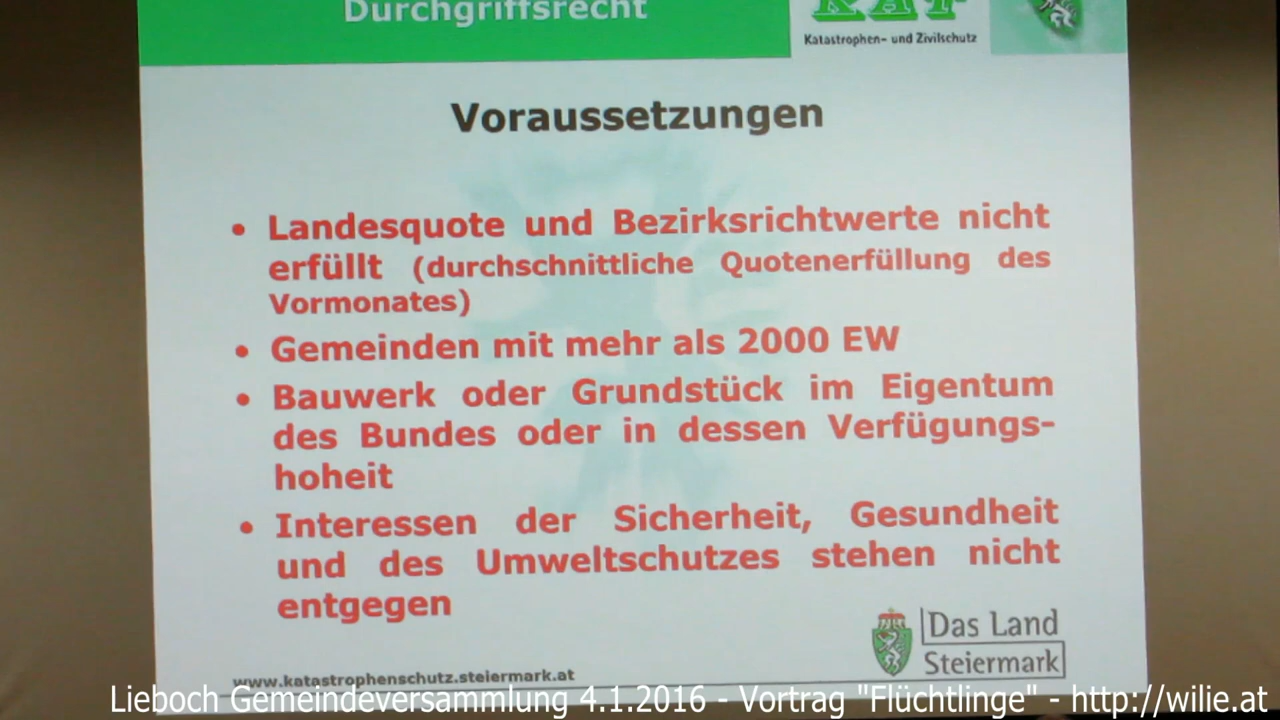 Durchgriffsrecht
KAT
Katastrophen- und Zivilschutz
Voraussetzungen
• Landesquote und Bezirksrichtwerte nicht
erfüllt (durchschnittliche Quotenerfüllung des
Vormonates)
• Gemeinden mit mehr als 2000 EW
• Bauwerk oder Grundstück im Eigentum
des Bundes oder in dessen Verfügungs-
hoheit
• Interessen der Sicherheit, Gesundheit
und des Umweltschutzes stehen nicht
entgegen
Das Land
Steiermark
www.katastrophenschutz.steiermark.at
Lieboch Gemeindeversammlung 4.1.2016 - Vortrag "Flüchtlinge" - http://wilie.at